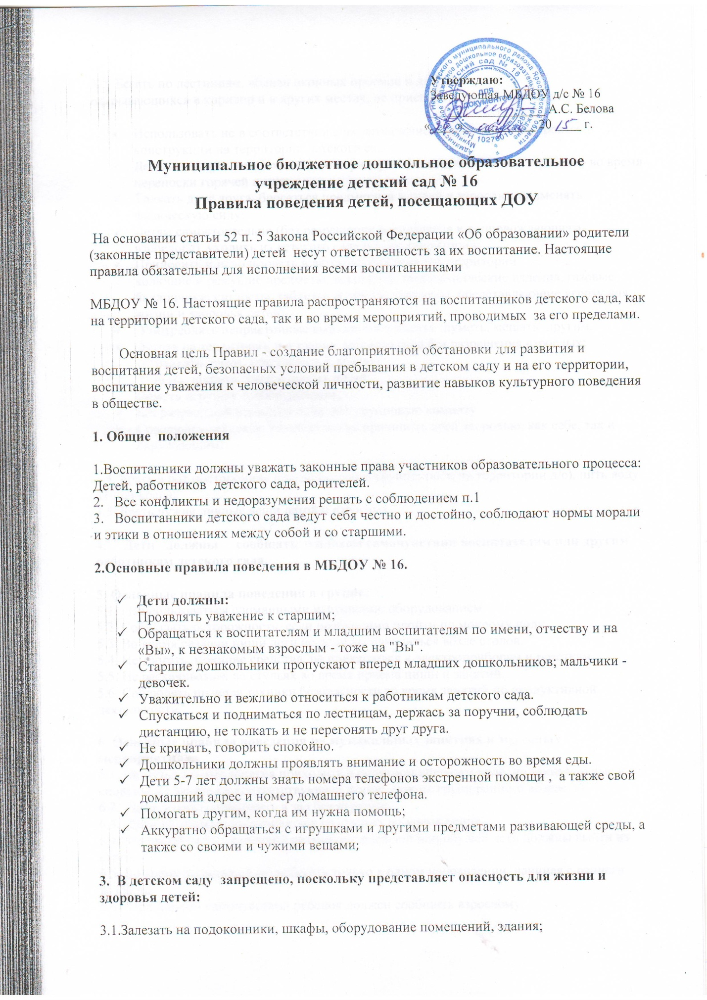 Утверждаю:
Заведующая МБДОУ д/с № 16
А.С. Белова
20 15 г.
Муниципальное бюджетное дошкольное образовательное
учреждение детский сад № 16
Правила поведения детей, посещающих ДОУ
На основании статьи 52 п. 5 Закона Российской Федерации «Об образовании» родители
(законные представители) детей несут ответственность за их воспитание. Настоящие
правила обязательны для исполнения всеми воспитанниками
МБДОУ № 16. Настоящие правила распространяются на воспитанников детского сада, как
на территории детского сада, так и во время мероприятий, проводимых за его пределами.
Основная цель Правил - создание благоприятной обстановки для развития и
воспитания детей, безопасных условий пребывания в детском саду и на его территории,
воспитание уважения к человеческой личности, развитие навыков культурного поведения
в обществе.
1. Общие положения
1.Воспитанники должны уважать законные права участников образовательного процесса:
Детей, работников детского сада, родителей.
2. Все конфликты и недоразумения решать с соблюдением п.1
3. Воспитанники детского сада ведут себя честно и достойно, соблюдают нормы морали
и этики в отношениях между собой и со старшими.
2.Основные правила поведения в МБДОУ № 16.
✓ Дети должны:
Проявлять уважение к старшим;
✓ Обращаться к воспитателям и младшим воспитателям по имени, отчеству и на
«Вы», к незнакомым взрослым - тоже на "Вы".
✓ Старшие дошкольники пропускают вперед младших дошкольников; мальчики -
девочек.
✓ Уважительно и вежливо относиться к работникам детского сада.
✓ Спускаться и подниматься по лестницам, держась за поручни, соблюдать
дистанцию, не толкать и не перегонять друг друга.
✓ Не кричать, говорить спокойно.
✓ Дошкольники должны проявлять внимание и осторожность во время еды.
✓ Дети 5-7 лет должны знать номера телефонов экстренной помощи , а также свой
домашний адрес и номер домашнего телефона.
✓ Помогать другим, когда им нужна помощь;
✓ Аккуратно обращаться с игрушками и другими предметами развивающей среды, а
также со своими и чужими вещами;
3. В детском саду запрещено, поскольку представляет опасность для жизни и
здоровья детей:
3.1.Залезать на подоконники, шкафы, оборудование помещений, здания;